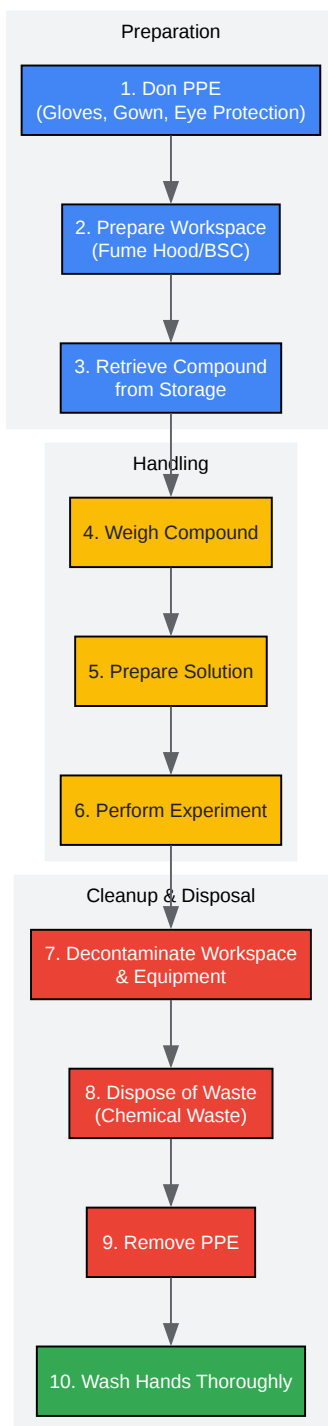 Preparation
1. Don PPE
(Gloves, Gown, Eye Protection)
2. Prepare Workspace
(Fume Hood/BSC)
3. Retrieve Compound
from Storage
Handling
4. Weigh Compound
5. Prepare Solution
6. Perform Experiment
Cleanup & Disposal
7. Decontaminate Workspace
& Equipment
8. Dispose of Waste
(Chemical Waste)
9. Remove PPE
10. Wash Hands Thoroughly